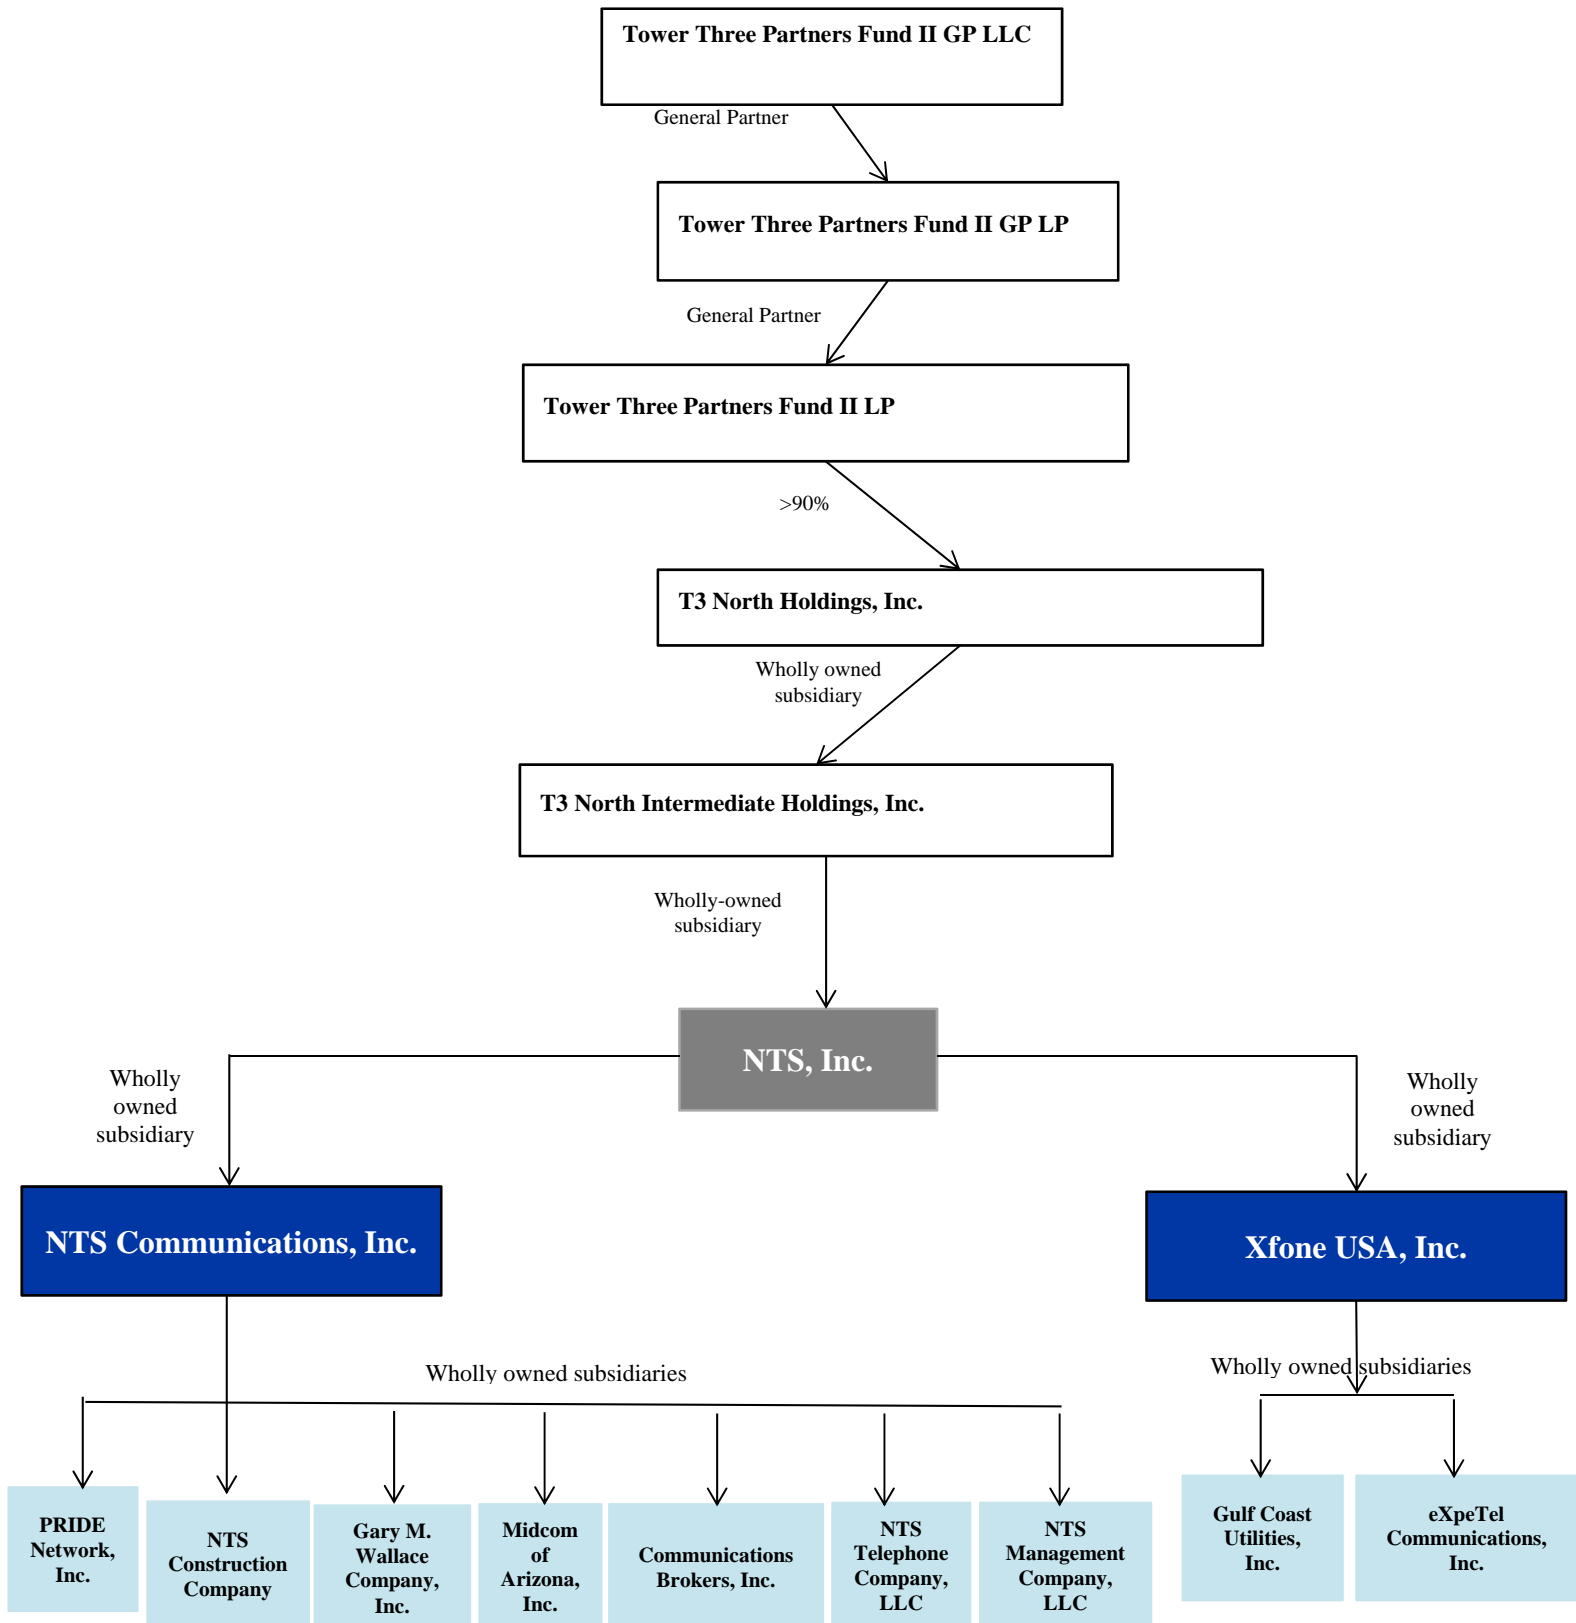 Tower Three Partners Fund II GP LLC
General Partner
Tower Three Partners Fund II GP LP
General Partner
Tower Three Partners Fund II LP
>90%
T3 North Holdings, Inc.
Wholly owned
subsidiary
T3 North Intermediate Holdings, Inc.
Wholly-owned
subsidiary
NTS, Inc.
Wholly
owned
subsidiary
Wholly
owned
subsidiary
NTS Communications, Inc.
Xfone USA, Inc.
Wholly owned subsidiaries
Wholly owned subsidiaries
PRIDE
Network,
Inc.
NTS
Construction
Company
Gary M.
Wallace
Company,
Inc.
Midcom
of
Arizona,
Inc.
Communications
Brokers, Inc.
NTS
Telephone
Company,
LLC
NTS
Management
Company,
LLC
Gulf Coast
Utilities,
Inc.
eXpeTel
Communications,
Inc.